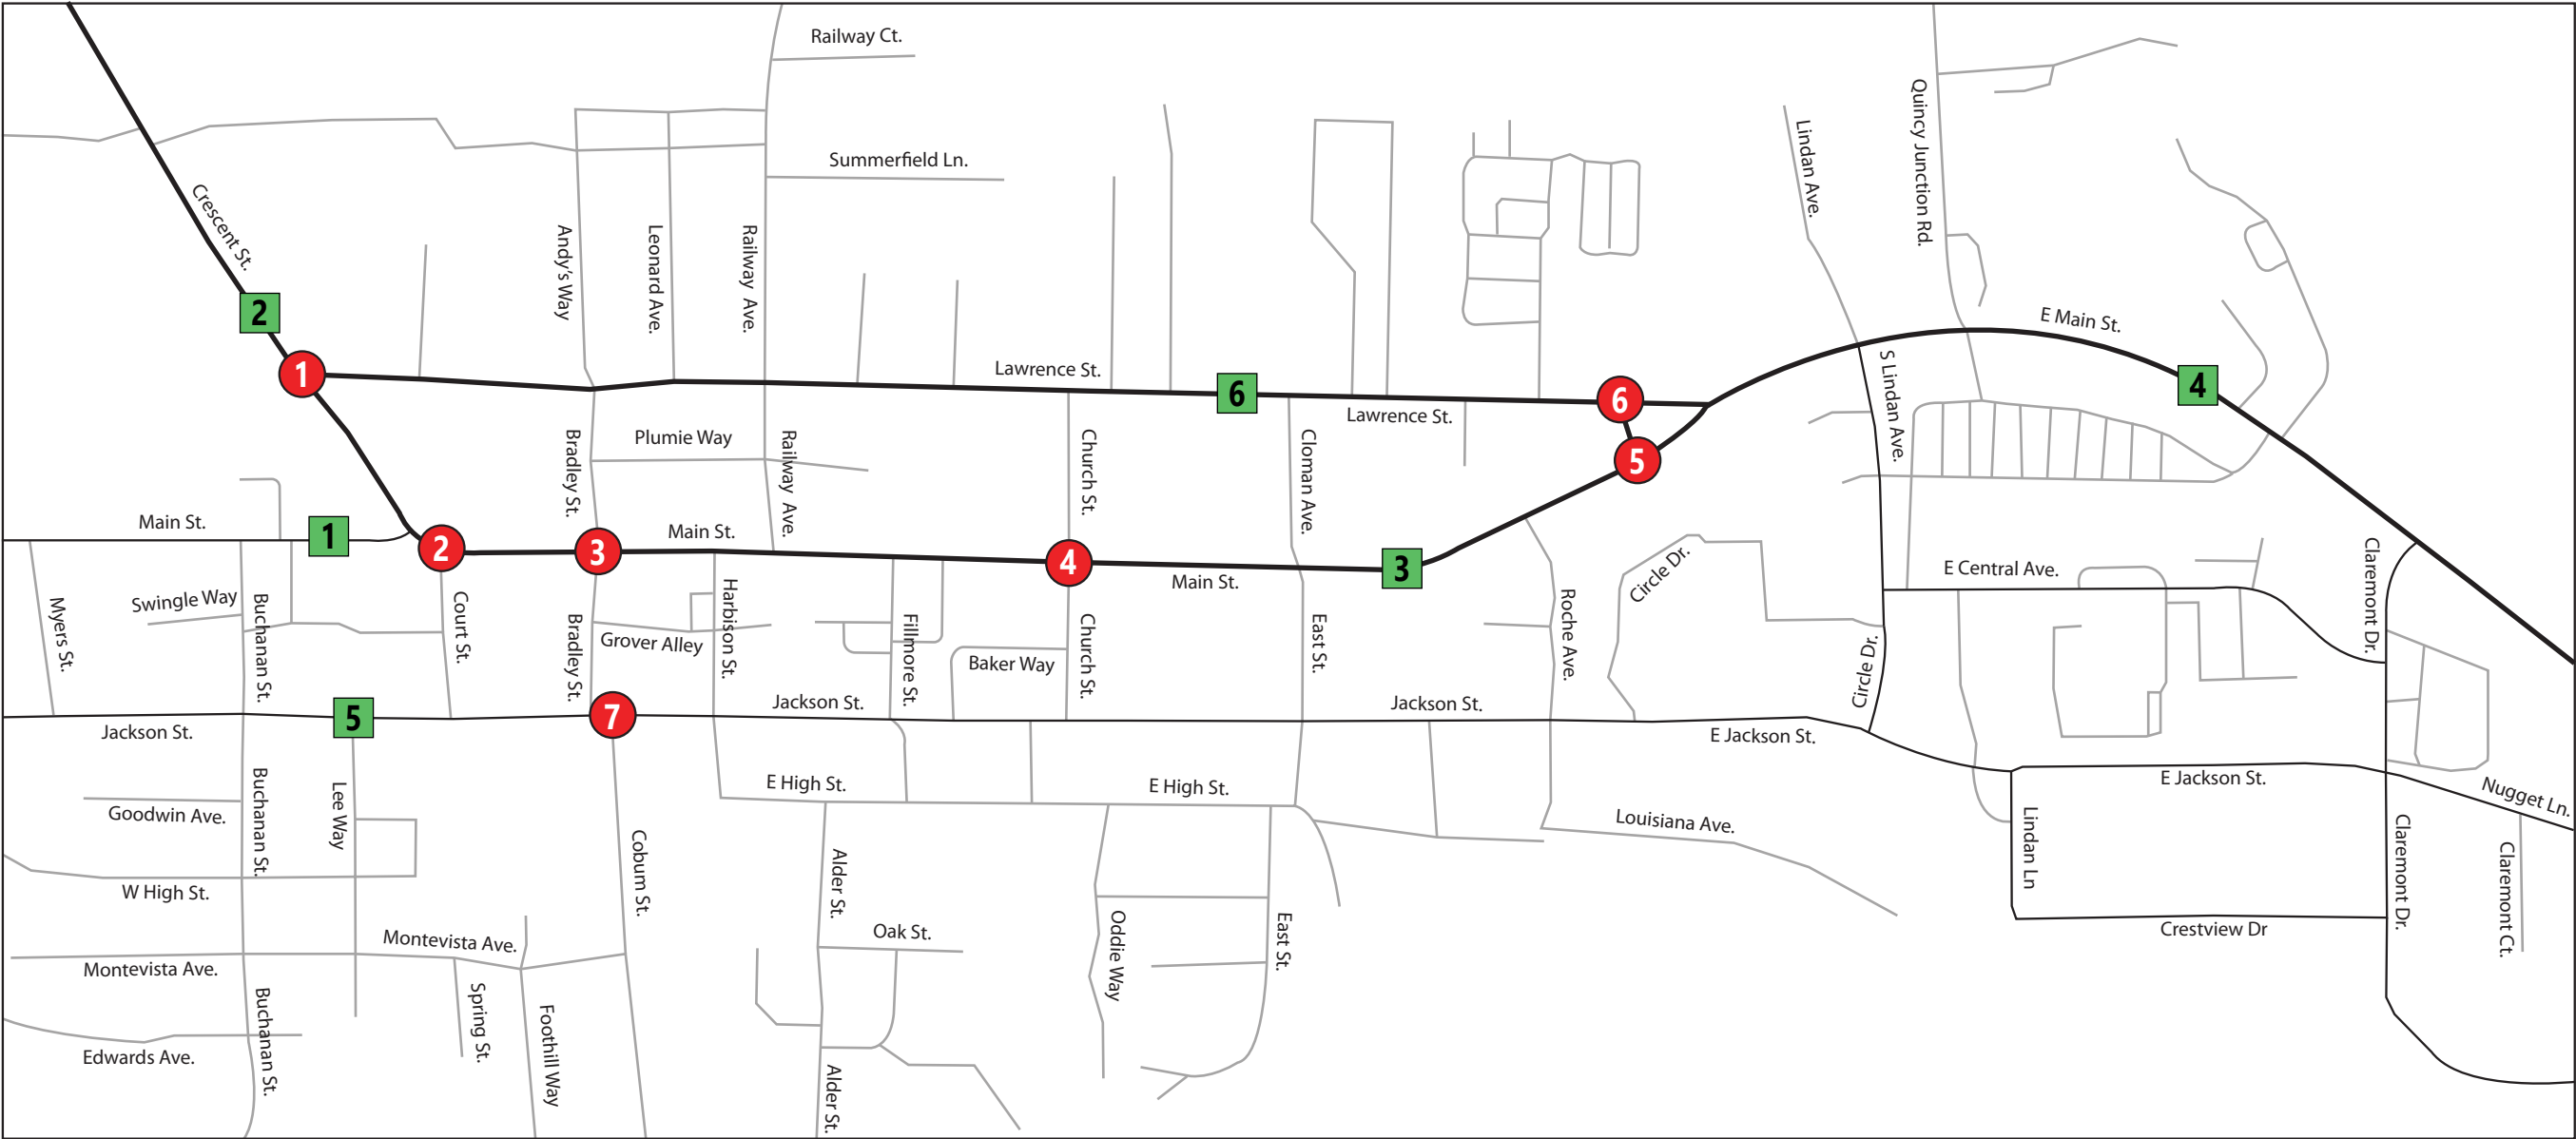 Railway Ct.
Summerfield Ln.
Crescent St.
Andy's Way
Leonard Ave.
Railway Ave.
Lindan Ave.
Quincy Junction Rd.
2
E Main St.
1
Lawrence St.
6
Lawrence St.
6
4
S Lindan Ave.
Bradley St.
Plumie Way
Railway Ave.
Church St.
Cloman Ave.
5
Main St.
1
2
3
Main St.
4
Main St.
3
Circle Dr.
E Central Ave.
Claremont Dr.
Myers St.
Swingle Way
Buchanan St.
Court St.
Bradley St.
Grover Alley
Harbison St.
Fillmore St.
Baker Way
Church St.
East St.
Roche Ave.
Circle Dr.
Jackson St.
5
7
Jackson St.
Jackson St.
E Jackson St.
E Jackson St.
Nugget Ln.
Goodwin Ave.
Buchanan St.
Lee Way
E High St.
E High St.
Louisiana Ave.
Lindan Ln
Claremont Dr.
Claremont Ct.
W High St.
Coburn St.
Alder St.
Oak St.
Oddie Way
East St.
Crestview Dr
Montevista Ave.
Montevista Ave.
Buchanan St.
Spring St.
Foothill Way
Edwards Ave.
Alder St.